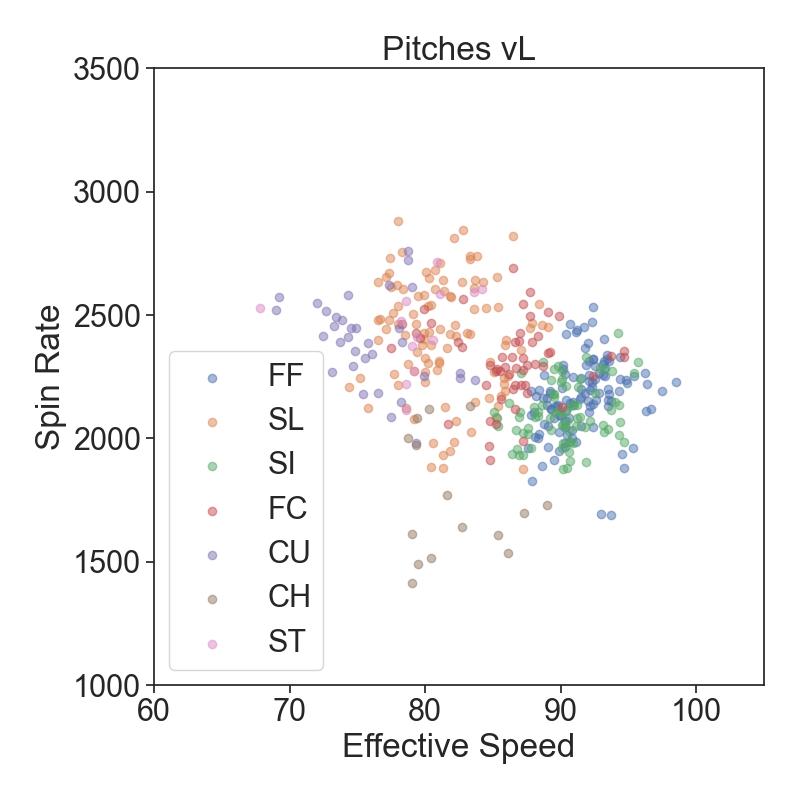 Pitches vL
3500
3000
2500
2000
1500
1000
Spin Rate
FF
SL
SI
FC
CU
CH
ST
60 70 80 90 100
Effective Speed